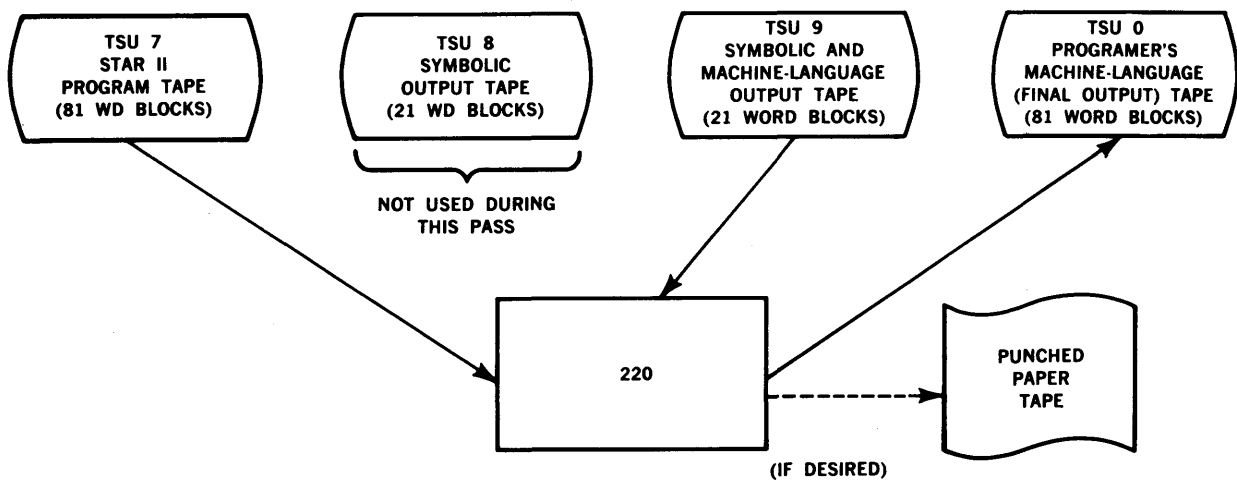 TSU 7
STAR II
PROGRAM TAPE
(81 WD BLOCKS)
TSU 8
SYMBOLIC
OUTPUT TAPE
(21 WD BLOCKS)
TSU 9
SYMBOLIC AND
MACHINE-LANGUAGE
OUTPUT TAPE
(21 WORD BLOCKS)
TSU 0
PROGRAMER'S
MACHINE-LANGUAGE
(FINAL OUTPUT) TAPE
(81 WORD BLOCKS)
NOT USED DURING
THIS PASS
220
PUNCHED
PAPER
TAPE
(IF DESIRED)